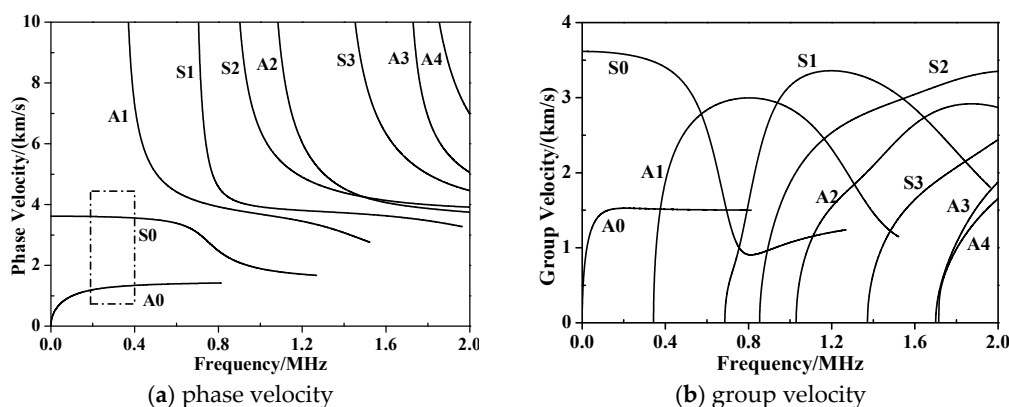 10
8
6
4
2
0
Phase Velocity/(km/s)
A1
S1
S2
A2
S3
A3
A4
S0
A0
0.0 0.4 0.8 1.2 1.6 2.0
Frequency/MHz
(a) phase velocity
4
3
2
1
0
Group Velocity/(km/s)
S0
S1
S2
A1
A0
A2
S3
A3
A4
0.0 0.4 0.8 1.2 1.6 2.0
Frequency/MHz
(b) group velocity